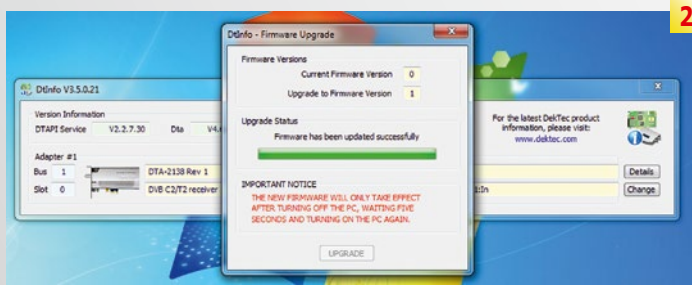 2
DtInfo - Firmware Upgrade
Firmware Versions
Current Firmware Version 0
Upgrade to Firmware Version 1
Upgrade Status
Firmware has been updated successfully
IMPORTANT NOTICE
THE NEW FIRMWARE WILL ONLY TAKE EFFECT
AFTER TURNING OFF THE PC, WAITING FIVE
SECONDS AND TURNING ON THE PC AGAIN.
UPGRADE
DtInfo V3.5.0.21
Version Information
DTAPI Service V2.2.7.30 Dta V4.
For the latest DekTec product
information, please visit:
www.dektec.com
Adapter #1
Bus 1 DTA-2138 Rev 1 Details
Slot 0 DVB C2/T2 receiver 1:In Change